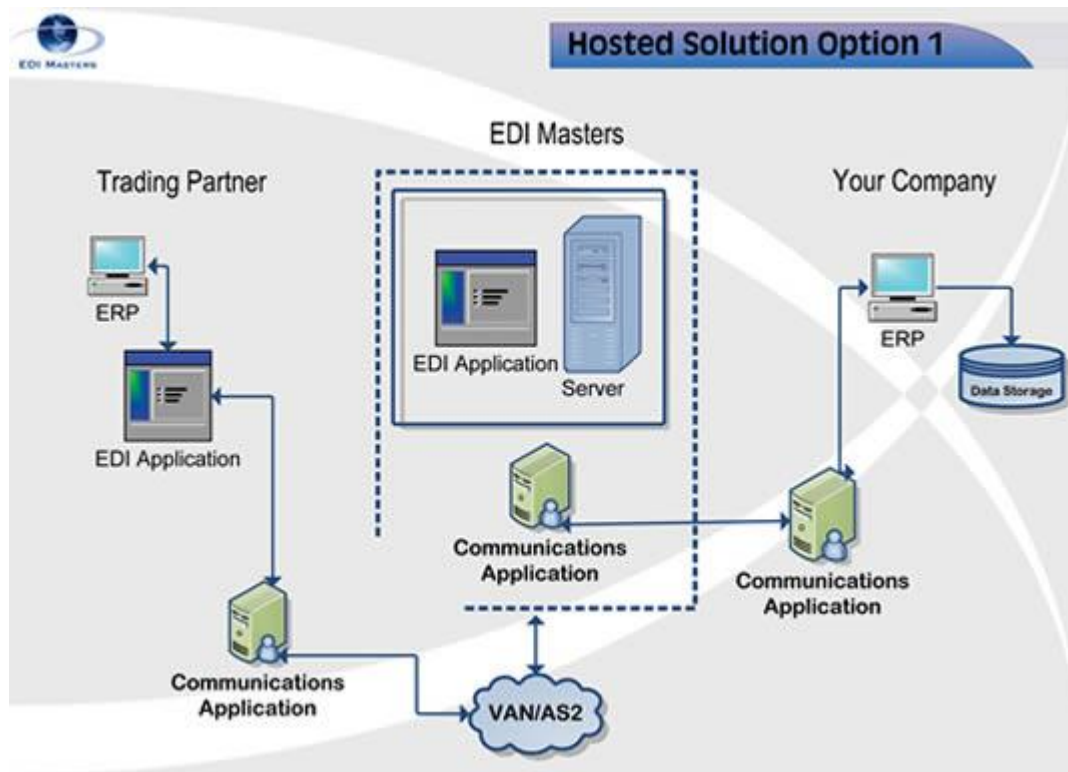 EDI MASTERS
Hosted Solution Option 1
EDI Masters
Trading Partner
Your Company
ERP
EDI Application
EDI Application
Server
ERP
Data Storage
Communications
Application
Communications
Application
Communications
Application
VAN/AS2